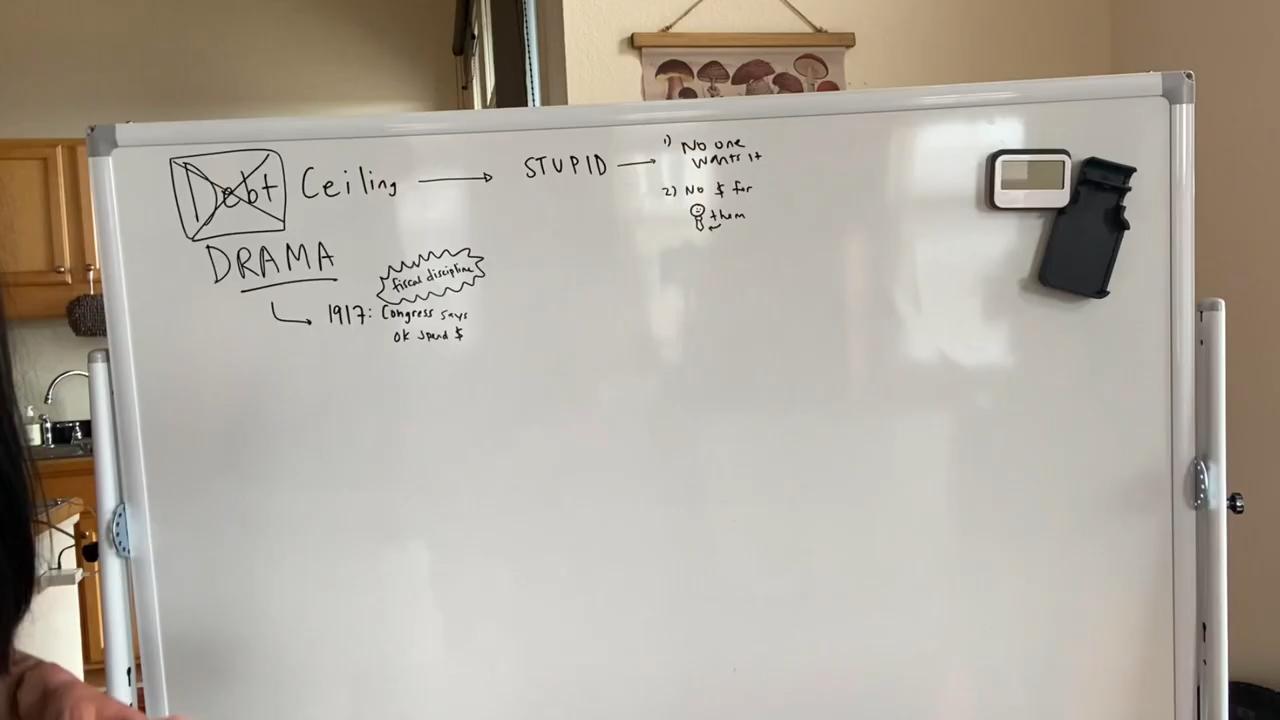 Debt Ceiling → STUPID → 1) No one
wants it
2) No $ for
them
DRAMA
fiscal discipline
1917: Congress says
OK spend $